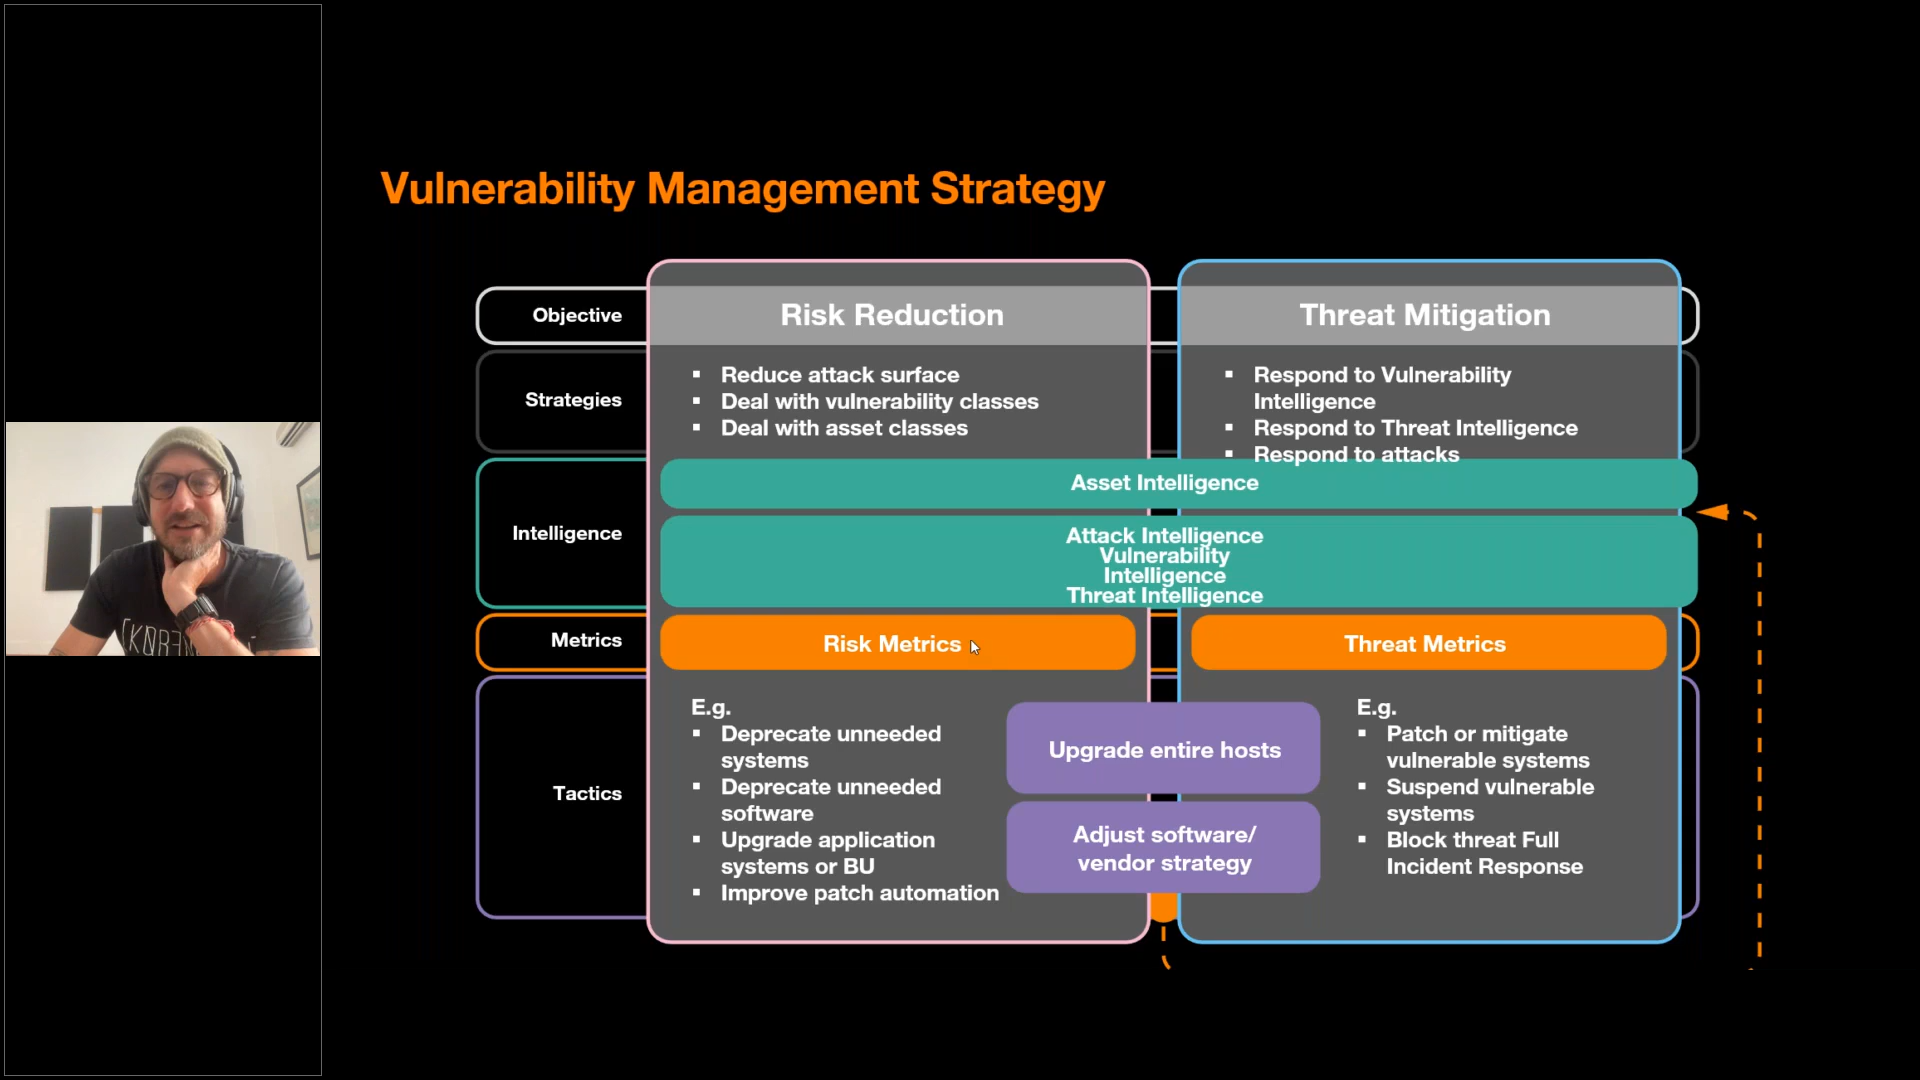 Vulnerability Management Strategy
Objective
Risk Reduction
Threat Mitigation
Strategies
▪ Reduce attack surface
▪ Deal with vulnerability classes
▪ Deal with asset classes
▪ Respond to Vulnerability
Intelligence
▪ Respond to Threat Intelligence
▪ Respond to attacks
Intelligence
Asset Intelligence
Attack Intelligence
Vulnerability
Intelligence
Threat Intelligence
Metrics
Risk Metrics
Threat Metrics
Tactics
E.g.
▪ Deprecate unneeded
systems
▪ Deprecate unneeded
software
▪ Upgrade application
systems or BU
▪ Improve patch automation
Upgrade entire hosts
Adjust software/
vendor strategy
E.g.
▪ Patch or mitigate
vulnerable systems
▪ Suspend vulnerable
systems
▪ Block threat Full
Incident Response